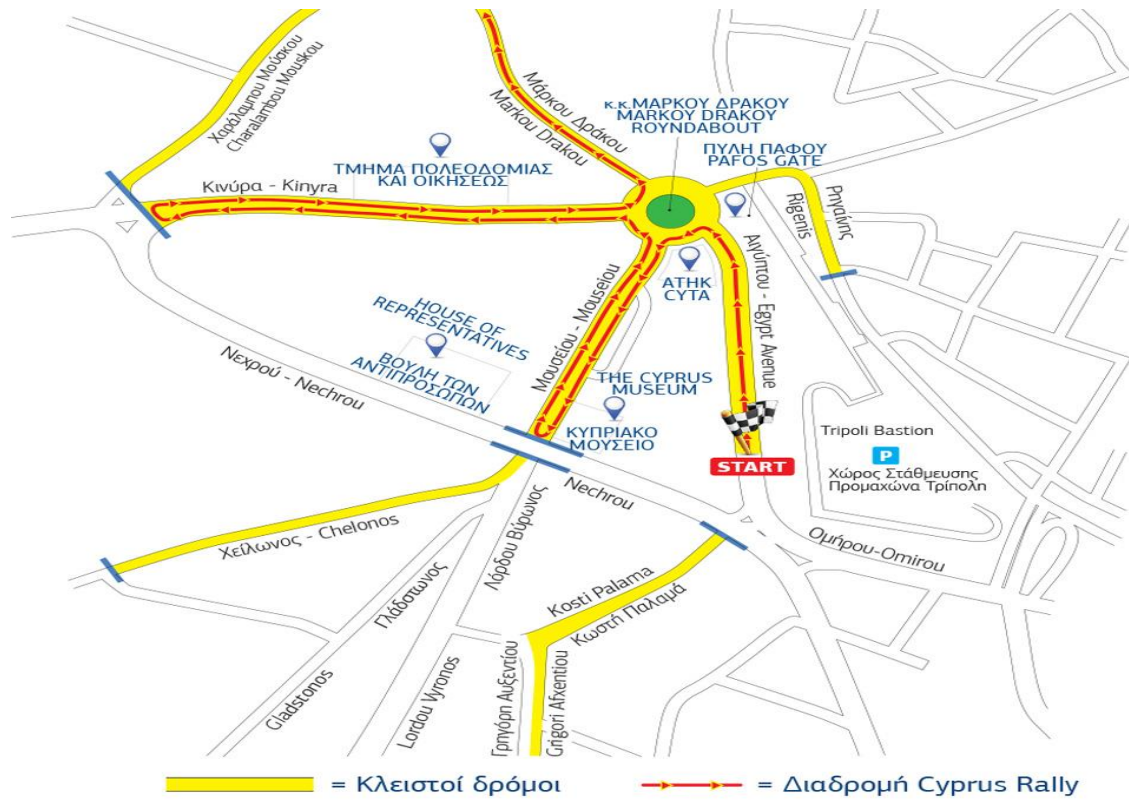 Χαράλαμπου Μούσκου
Charalambou Mouskou
Μάρκου Δράκου
Markou Drakou
κ.κ.ΜΑΡΚΟΥ ΔΡΑΚΟΥ
MARKOY DRAKOY
ROUNDABOUT
ΠΥΛΗ ΠΑΦΟΥ
PAFOS GATE
ΤΜΗΜΑ ΠΟΛΕΟΔΟΜΙΑΣ
ΚΑΙ ΟΙΚΗΣΕΩΣ
Κινύρα - Kinyra
Ρηγαίνης
Rigenis
ΑΤΗΚ
CYTA
Αιγύπτου - Egypt Avenue
Μουσείου - Mouseiou
HOUSE OF
REPRESENTATIVES
ΒΟΥΛΗ ΤΩΝ
ΑΝΤΙΠΡΟΣΩΠΩΝ
Νεχρού - Nechrou
THE CYPRUS
MUSEUM
ΚΥΠΡΙΑΚΟ
ΜΟΥΣΕΙΟ
START
Tripoli Bastion
P
Χώρος Στάθμευσης
Προμαχώνα Τρίπολη
Nechrou
Ομήρου-Omirou
Χείλωνος - Chelonos
Γλάδστωνος
Gladstonos
Λόρδου Βύρωνος
Lordou Vyronos
Kosti Palama
Κωστή Παλαμά
Γρηγόρη Αυξεντίου
Grigori Afxentiou
= Κλειστοί δρόμοι
= Διαδρομή Cyprus Rally